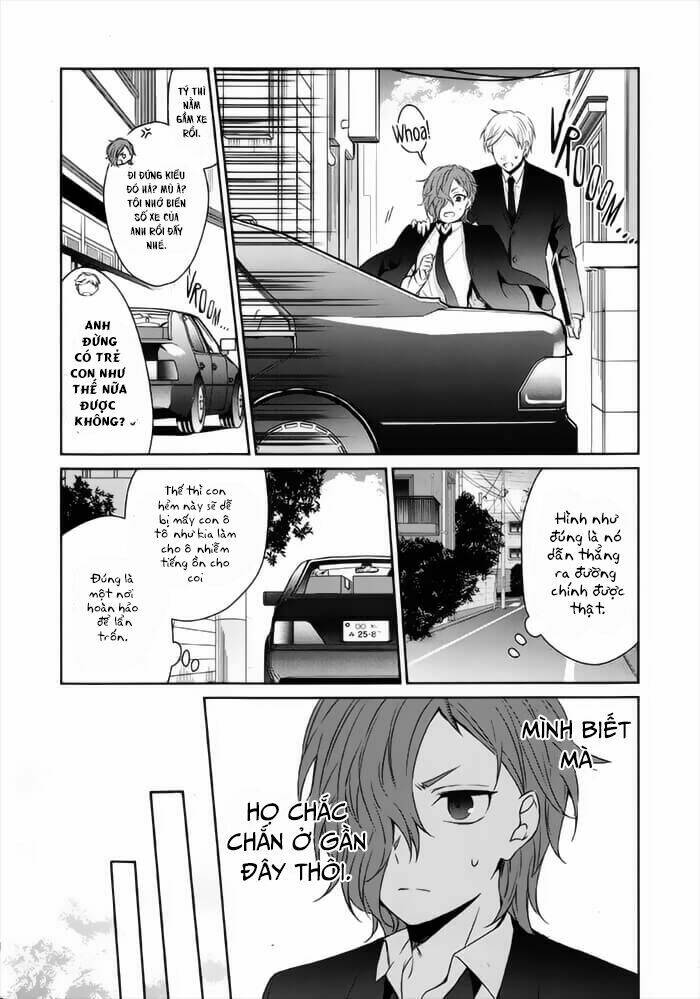 Whoa!
VROOOM...
TÝ THÌ
NẰM
GẦM XE
RỒI.
ĐI ĐỨNG KIỂU
ĐÓ HẢ? MÙ À?
TÔI NHỚ BIỂN
SỐ XE CỦA
ANH RỒI ĐẤY
NHÉ.
VROOM...
ANH ĐỪNG
CÓ TRẺ
CON NHƯ
THẾ NỮA
ĐƯỢC
KHÔNG?
Hình như
đúng là nó
dẫn thẳng
ra đường
chính được
thật.
Thế thì con
hẻm này sẽ dễ
bị mấy con ô
tô như kia làm
cho ô nhiễm
tiếng ồn cho
coi
Đúng là
một nơi
hoàn hảo
để lẩn
trốn.
25-8
MÌNH BIẾT
MÀ
HỌ CHẮC
CHẮN Ở GẦN
ĐÂY THÔI.